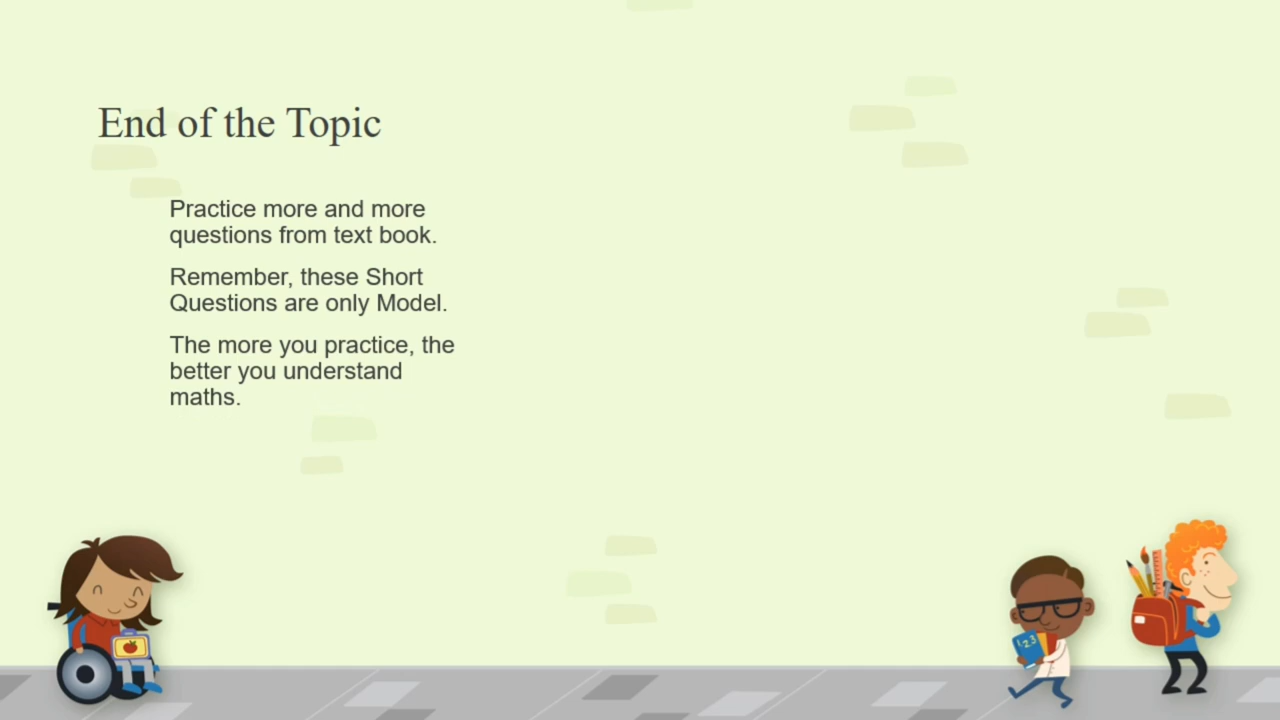 End of the Topic
Practice more and more
questions from text book.
Remember, these Short
Questions are only Model.
The more you practice, the
better you understand
maths.
123